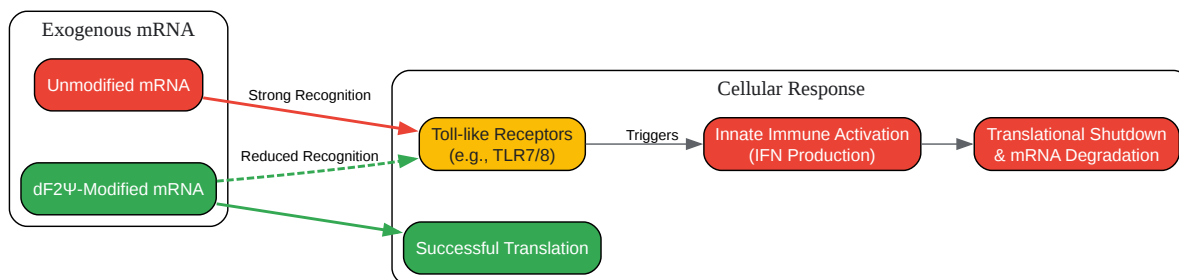 Exogenous mRNA
Unmodified mRNA
dF2Ψ-Modified mRNA
Strong Recognition
Reduced Recognition
Cellular Response
Toll-like Receptors
(e.g., TLR7/8)
Triggers
Innate Immune Activation
(IFN Production)
Translational Shutdown
& mRNA Degradation
Successful Translation